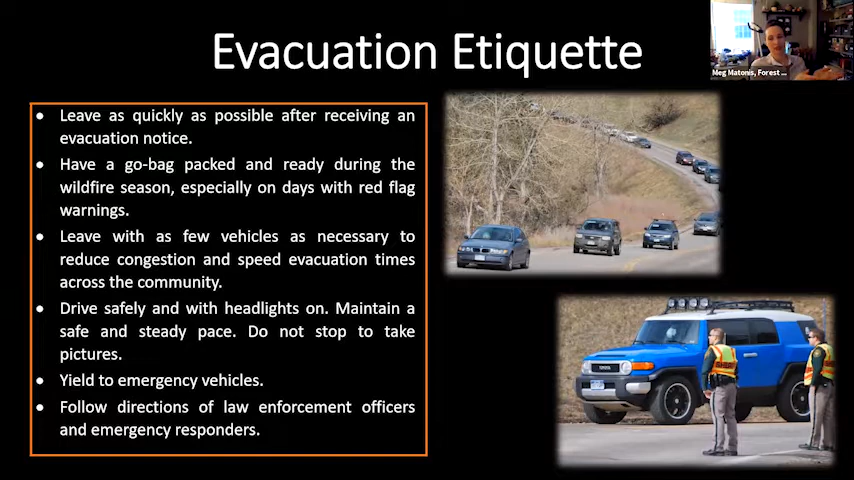 Evacuation Etiquette
Meg Matonis, Forest ...
• Leave as quickly as possible after receiving an
evacuation notice.
• Have a go-bag packed and ready during the
wildfire season, especially on days with red flag
warnings.
• Leave with as few vehicles as necessary to
reduce congestion and speed evacuation times
across the community.
• Drive safely and with headlights on. Maintain a
safe and steady pace. Do not stop to take
pictures.
• Yield to emergency vehicles.
• Follow directions of law enforcement officers
and emergency responders.
TOYOTA